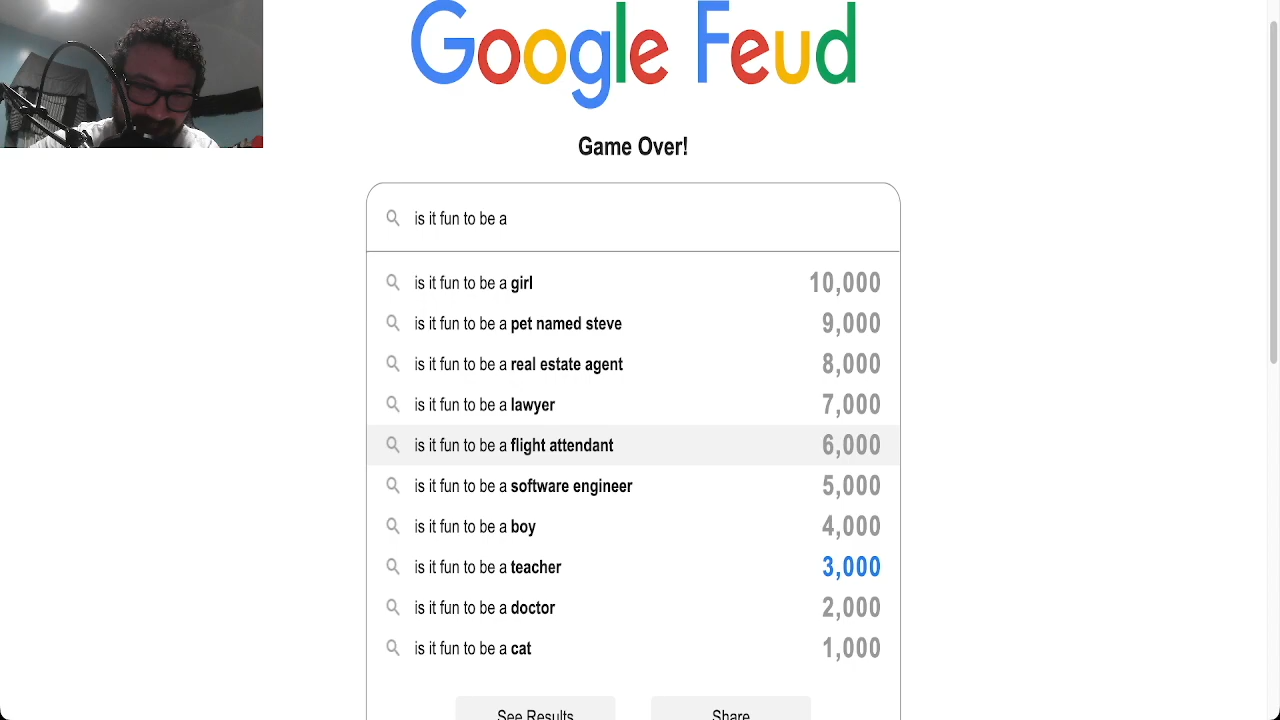 Google Feud
Game Over!
is it fun to be a
is it fun to be a girl 10,000
is it fun to be a pet named steve 9,000
is it fun to be a real estate agent 8,000
is it fun to be a lawyer 7,000
is it fun to be a flight attendant 6,000
is it fun to be a software engineer 5,000
is it fun to be a boy 4,000
is it fun to be a teacher 3,000
is it fun to be a doctor 2,000
is it fun to be a cat 1,000
See Results Share